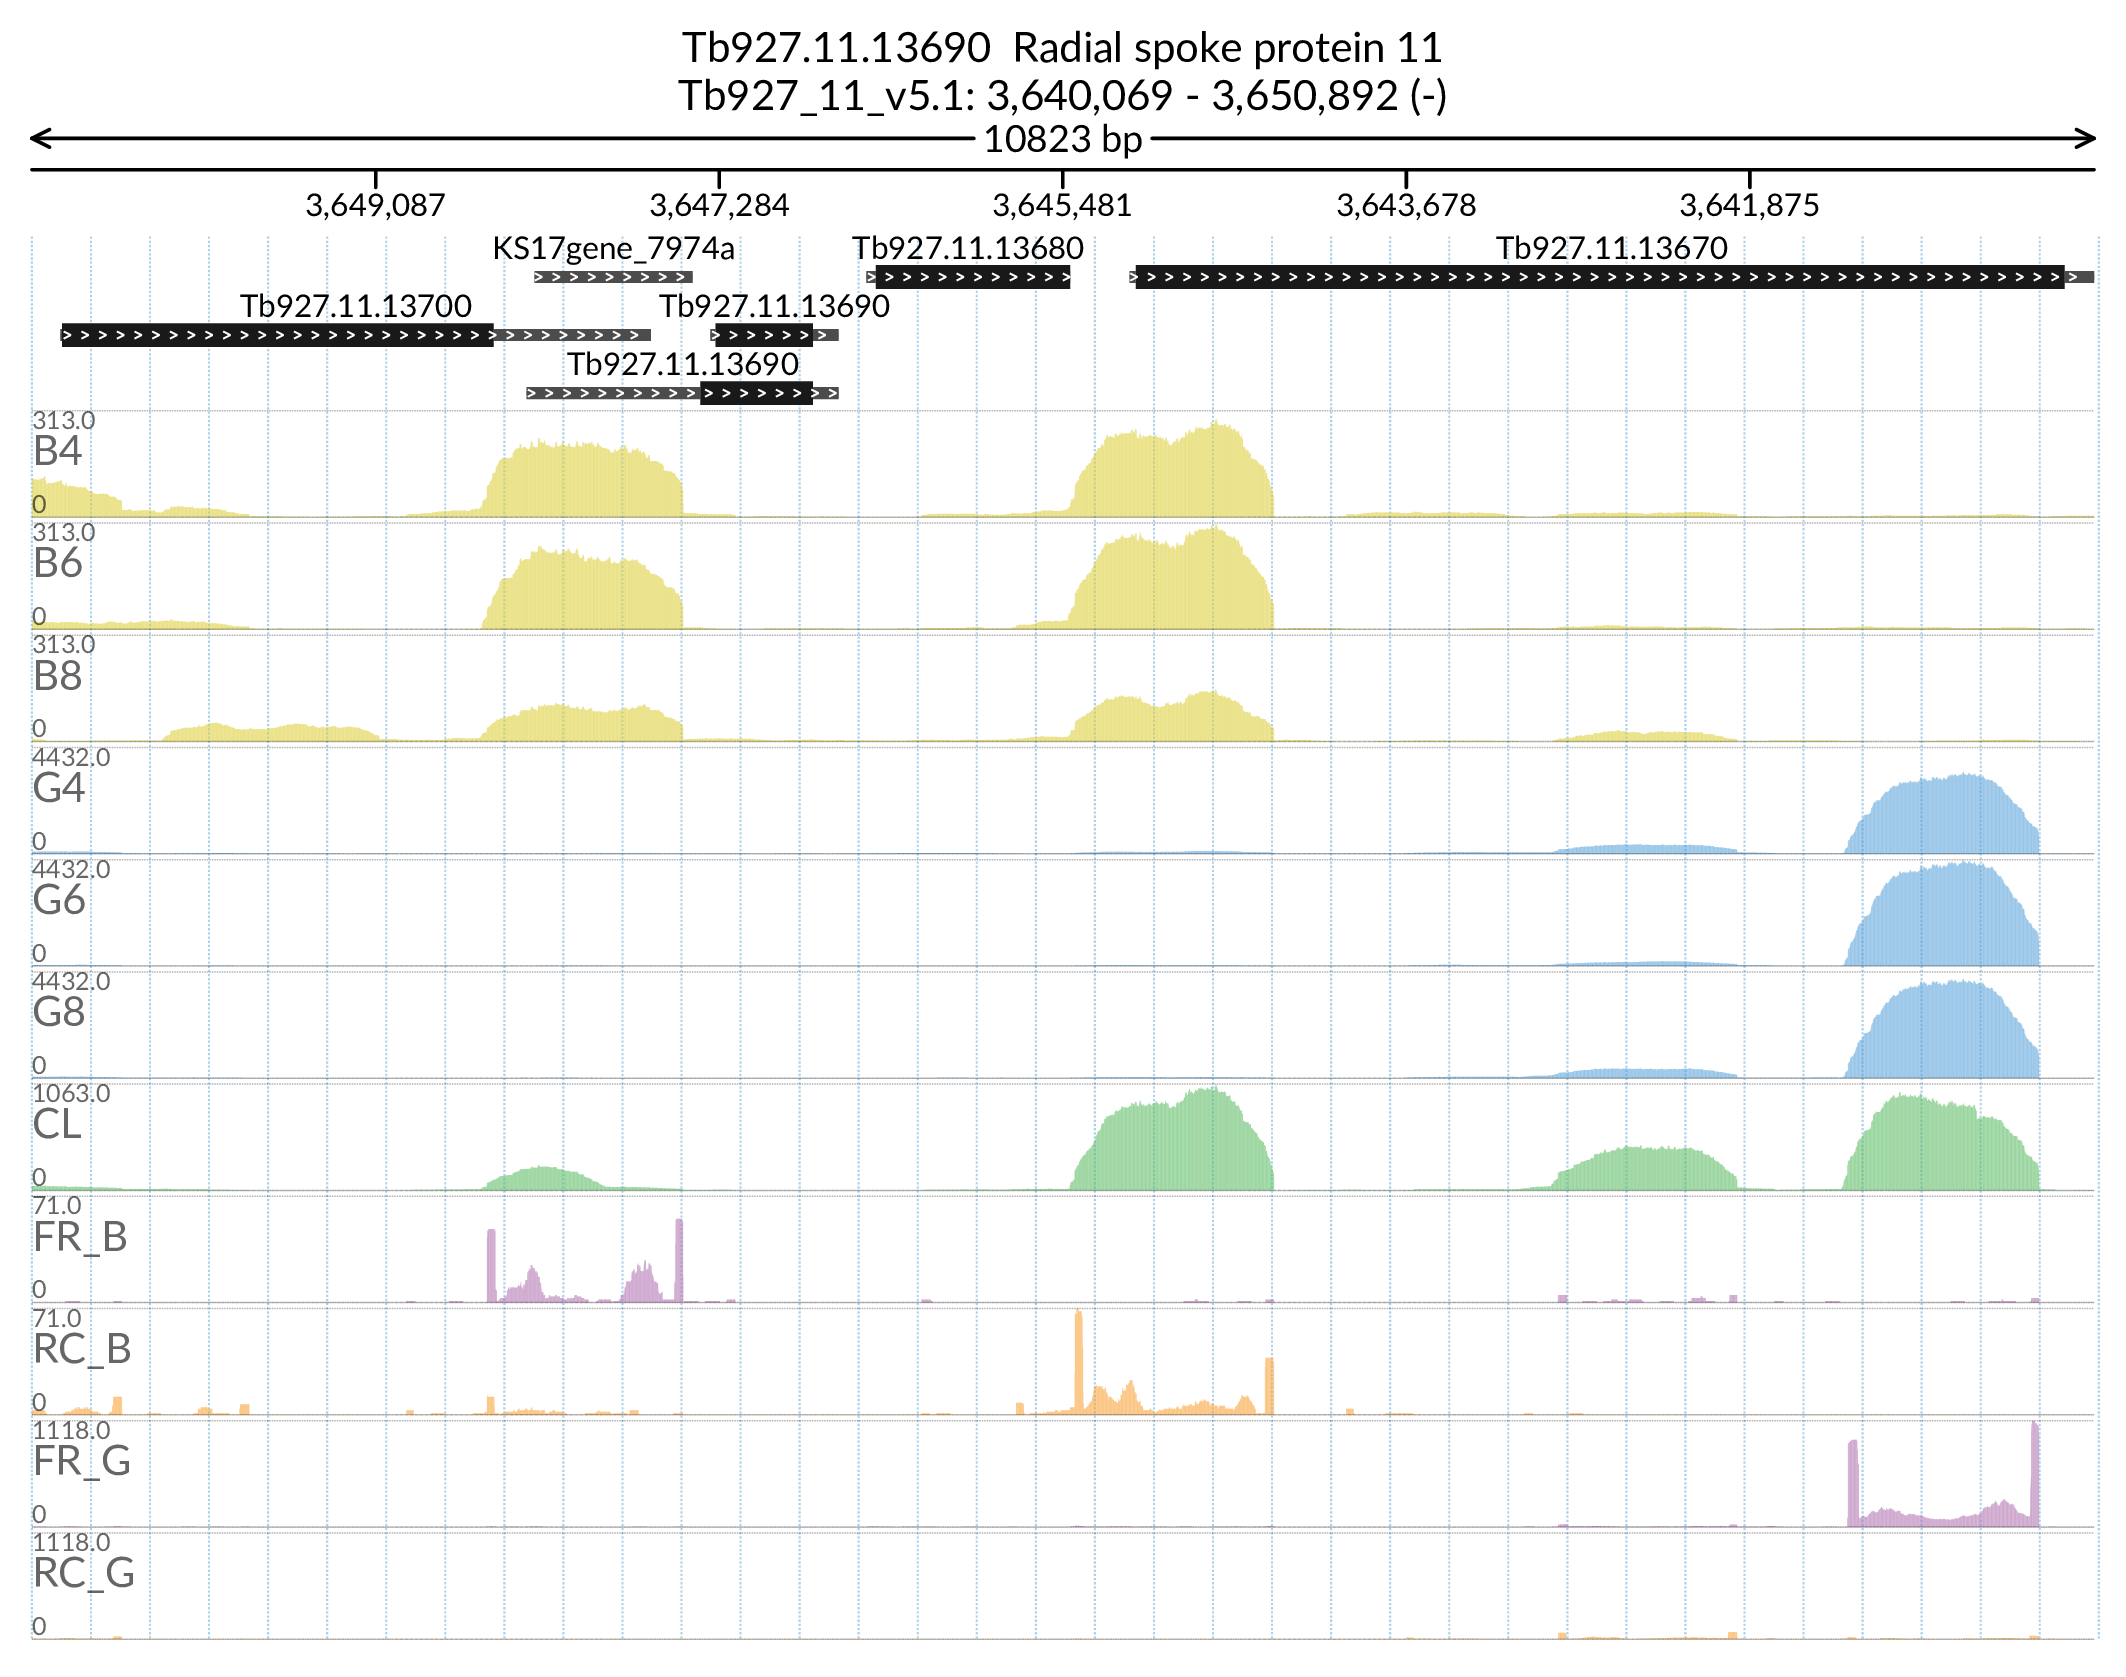 Tb927.11.13690  Radial spoke protein 11
Tb927_11_v5.1: 3,640,069 - 3,650,892 (-)
10823 bp
3,649,087 3,647,284 3,645,481 3,643,678 3,641,875
KS17gene_7974a Tb927.11.13680 Tb927.11.13670
Tb927.11.13700 Tb927.11.13690
Tb927.11.13690
313.0
B4
0
313.0
B6
0
313.0
B8
0
4432.0
G4
0
4432.0
G6
0
4432.0
G8
0
1063.0
CL
0
71.0
FR_B
0
71.0
RC_B
0
1118.0
FR_G
0
1118.0
RC_G
0